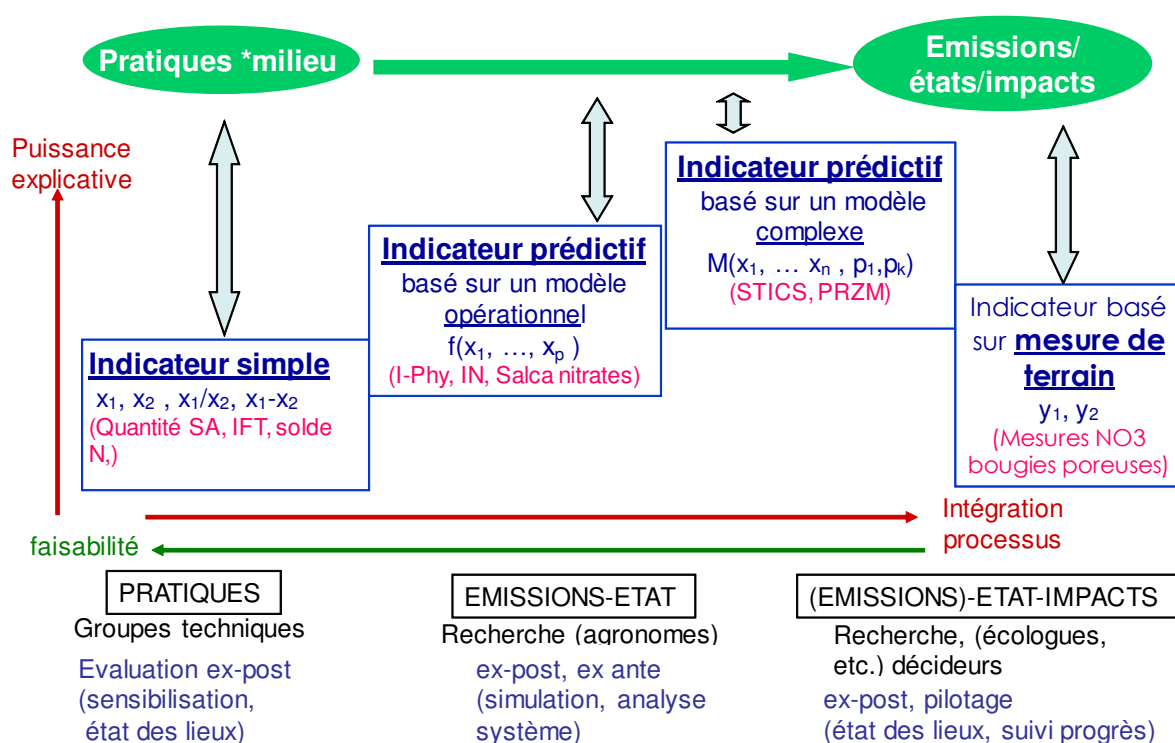 Pratiques *milieu
Emissions/
états/impacts
Puissance
explicative
Indicateur prédictif
basé sur un modèle
complexe
M(x₁, … xₙ , p₁,pₖ)
(STICS, PRZM)
Indicateur prédictif
basé sur un modèle
opérationnel
f(x₁, …, xₚ )
(I-Phy, IN, Salca nitrates)
Indicateur simple
x₁, x₂ , x₁/x₂, x₁-x₂
(Quantité SA, IFT, solde
N,)
Indicateur basé
sur mesure de
terrain
y₁, y₂
(Mesures NO3
bougies poreuses)
Intégration
processus
faisabilité
PRATIQUES
Groupes techniques
Evaluation ex-post
(sensibilisation,
état des lieux)
EMISSIONS-ETAT
Recherche (agronomes)
ex-post, ex ante
(simulation, analyse
système)
(EMISSIONS)-ETAT-IMPACTS
Recherche, (écologues,
etc.) décideurs
ex-post, pilotage
(état des lieux, suivi progrès)